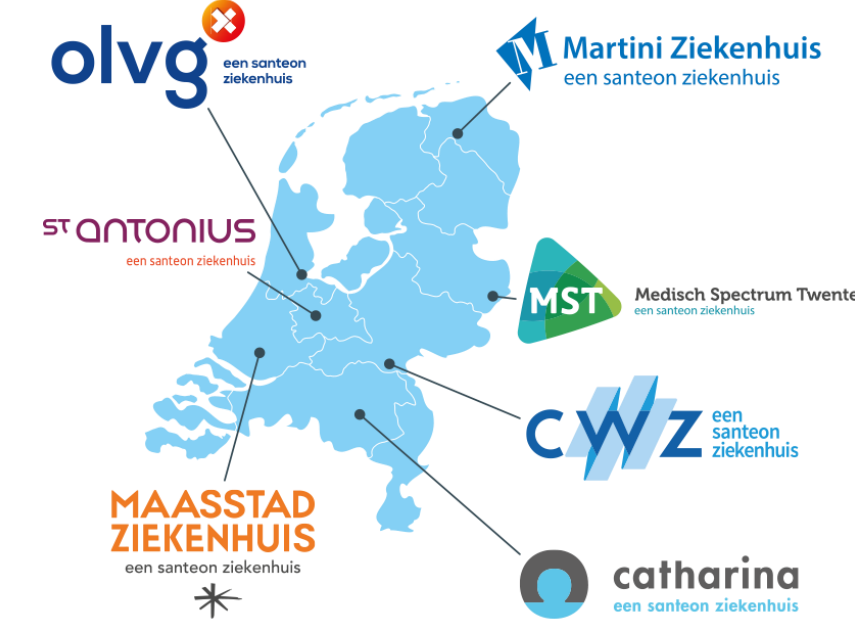 olvg
een santeon
ziekenhuis
M
Martini Ziekenhuis
een santeon ziekenhuis
ST antonius
een santeon ziekenhuis
MST
Medisch Spectrum Twente
een santeon ziekenhuis
CWZ
een
santeon
ziekenhuis
MAASSTAD
ZIEKENHUIS
een santeon ziekenhuis
catharina
een santeon ziekenhuis